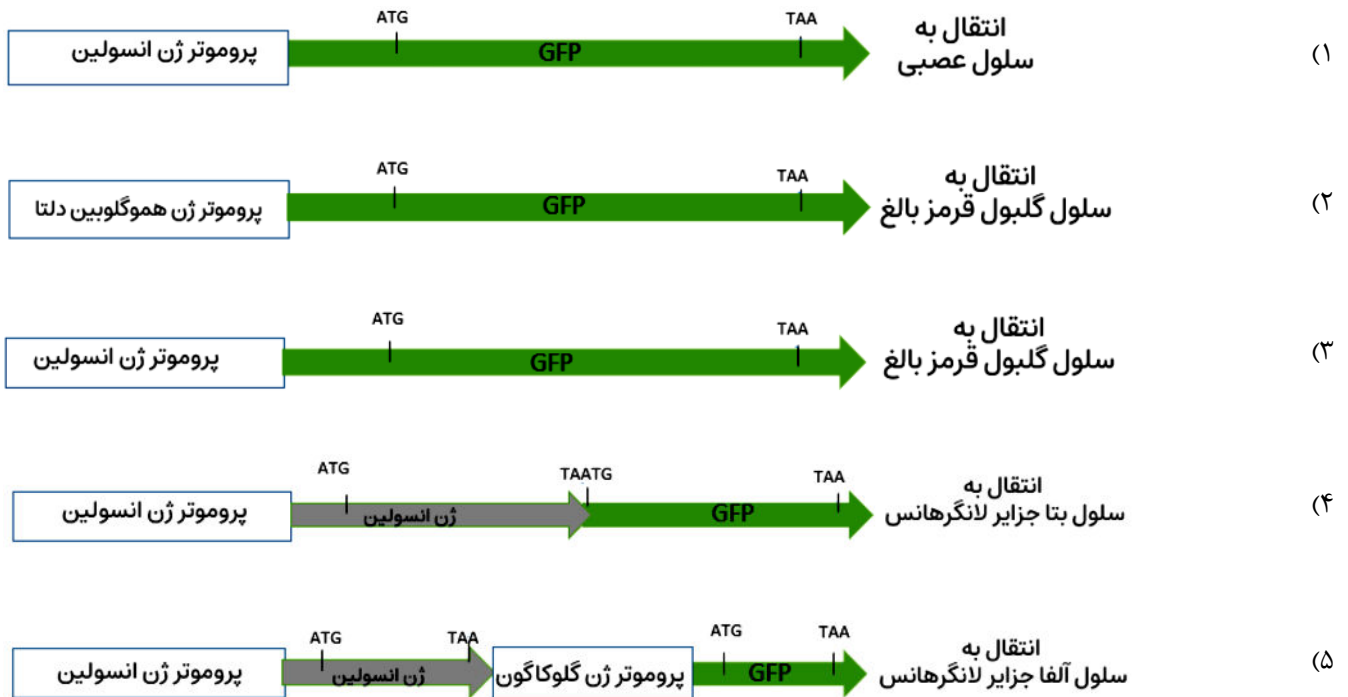 ۱)
ATG
TAA
پروموتر ژن انسولین
GFP
انتقال به
سلول عصبی
۲)
ATG
TAA
پروموتر ژن هموگلوبین دلتا
GFP
انتقال به
سلول گلبول قرمز بالغ
۳)
ATG
TAA
پروموتر ژن انسولین
GFP
انتقال به
سلول گلبول قرمز بالغ
۴)
ATG
TAATG
TAA
پروموتر ژن انسولین
ژن انسولین
GFP
انتقال به
سلول بتا جزایر لانگرهانس
۵)
ATG
TAA
ATG
TAA
پروموتر ژن انسولین
ژن انسولین
پروموتر ژن گلوکاگون
GFP
انتقال به
سلول آلفا جزایر لانگرهانس